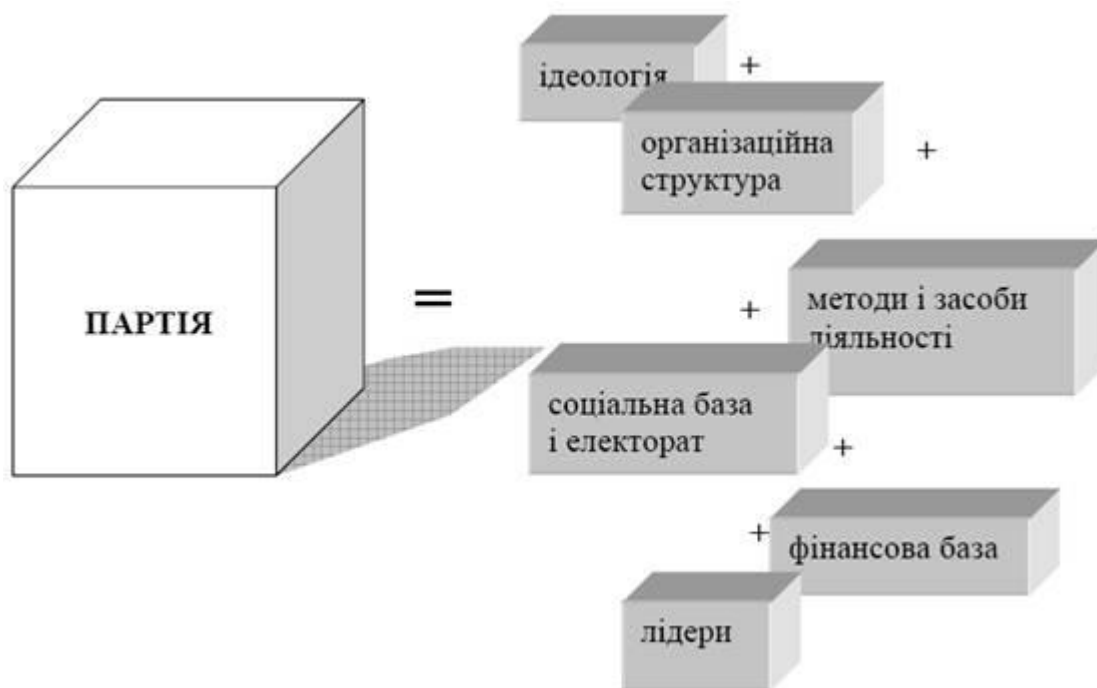 ПАРТІЯ
=
ідеологія
+
організаційна
структура
+
методи і засоби
діяльності
+
соціальна база
і електорат
+
фінансова база
+
лідери